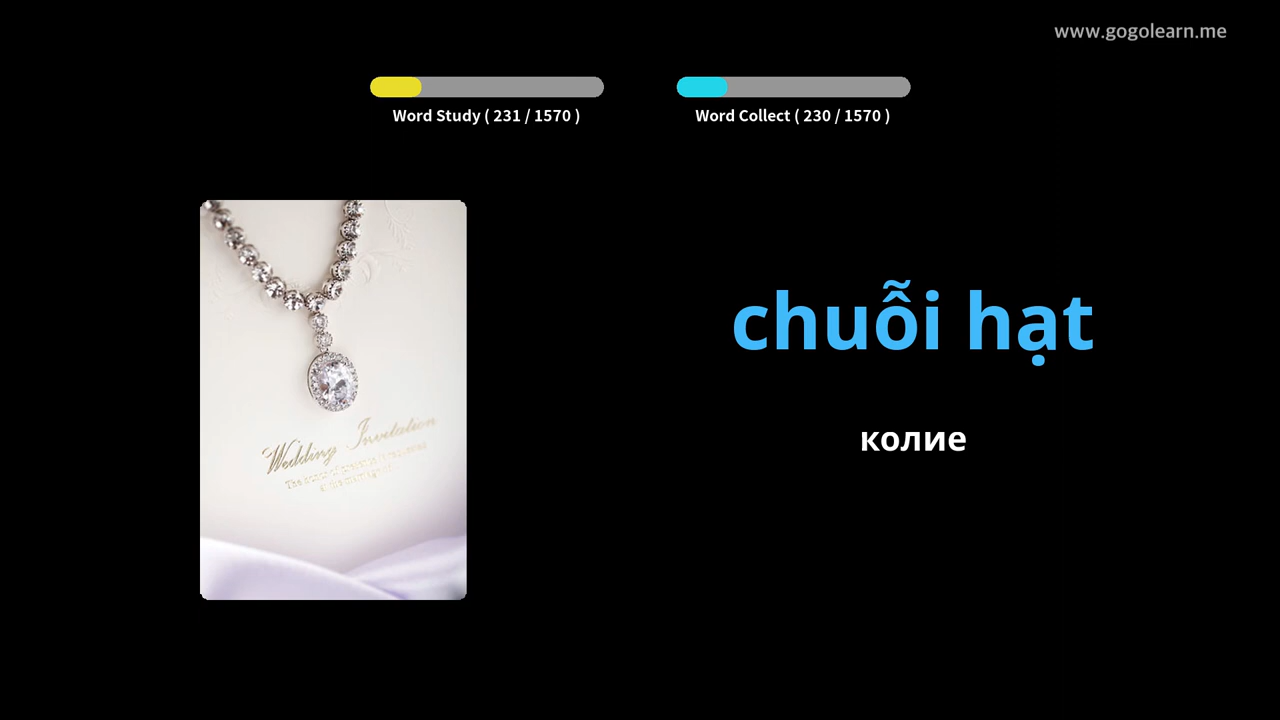 www.gogolearn.me
Word Study ( 231 / 1570 )
Word Collect ( 230 / 1570 )
chuỗi hạt
колие
Wedding Invitation